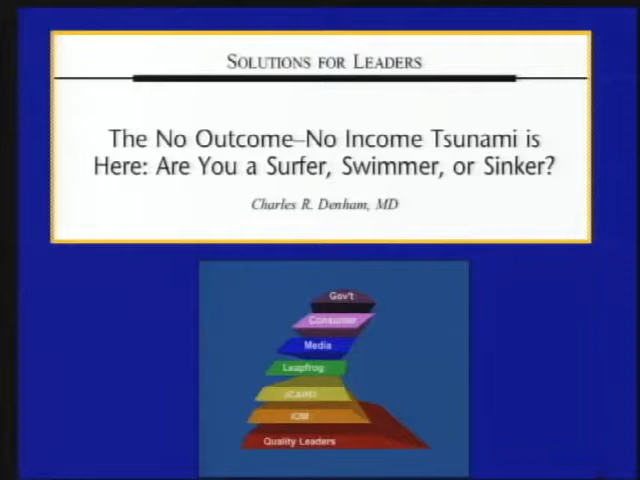 SOLUTIONS FOR LEADERS
The No Outcome–No Income Tsunami is
Here: Are You a Surfer, Swimmer, or Sinker?
Charles R. Denham, MD
Gov't
Consumer
Media
Leapfrog
JCAHO
IOM
Quality Leaders